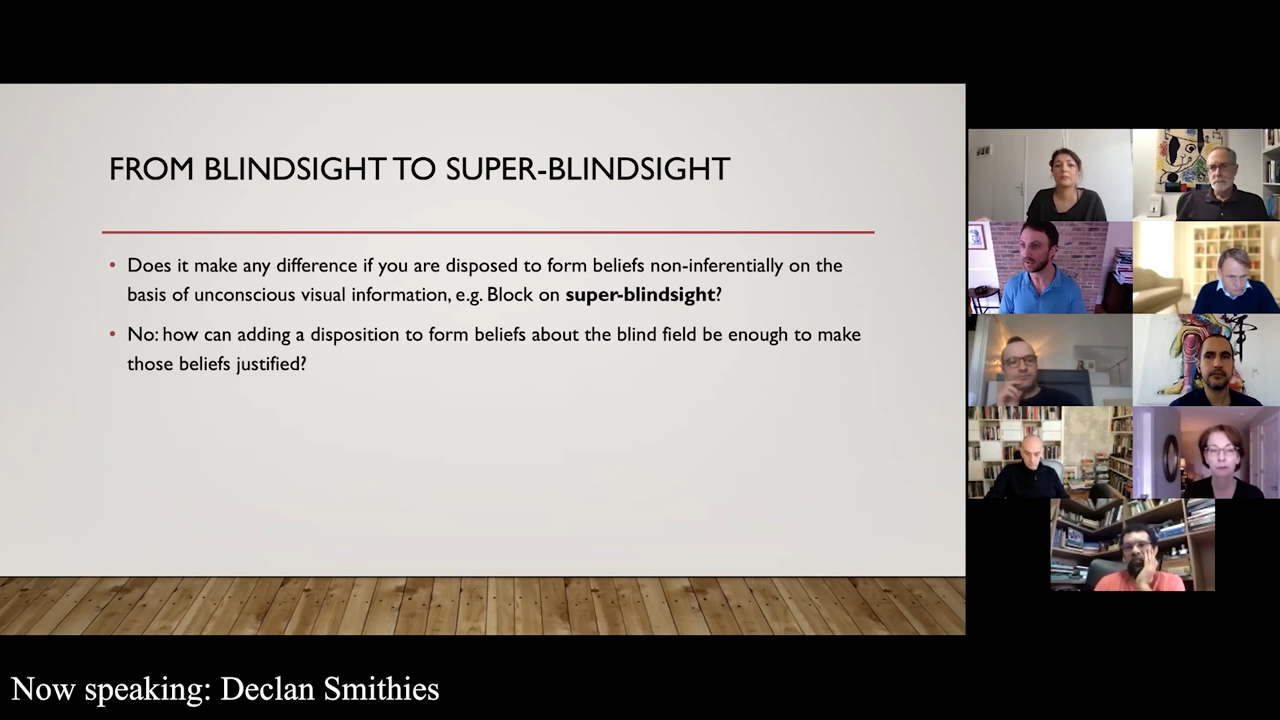 FROM BLINDSIGHT TO SUPER-BLINDSIGHT
• Does it make any difference if you are disposed to form beliefs non-inferentially on the
basis of unconscious visual information, e.g. Block on super-blindsight?
• No: how can adding a disposition to form beliefs about the blind field be enough to make
those beliefs justified?
Now speaking: Declan Smithies